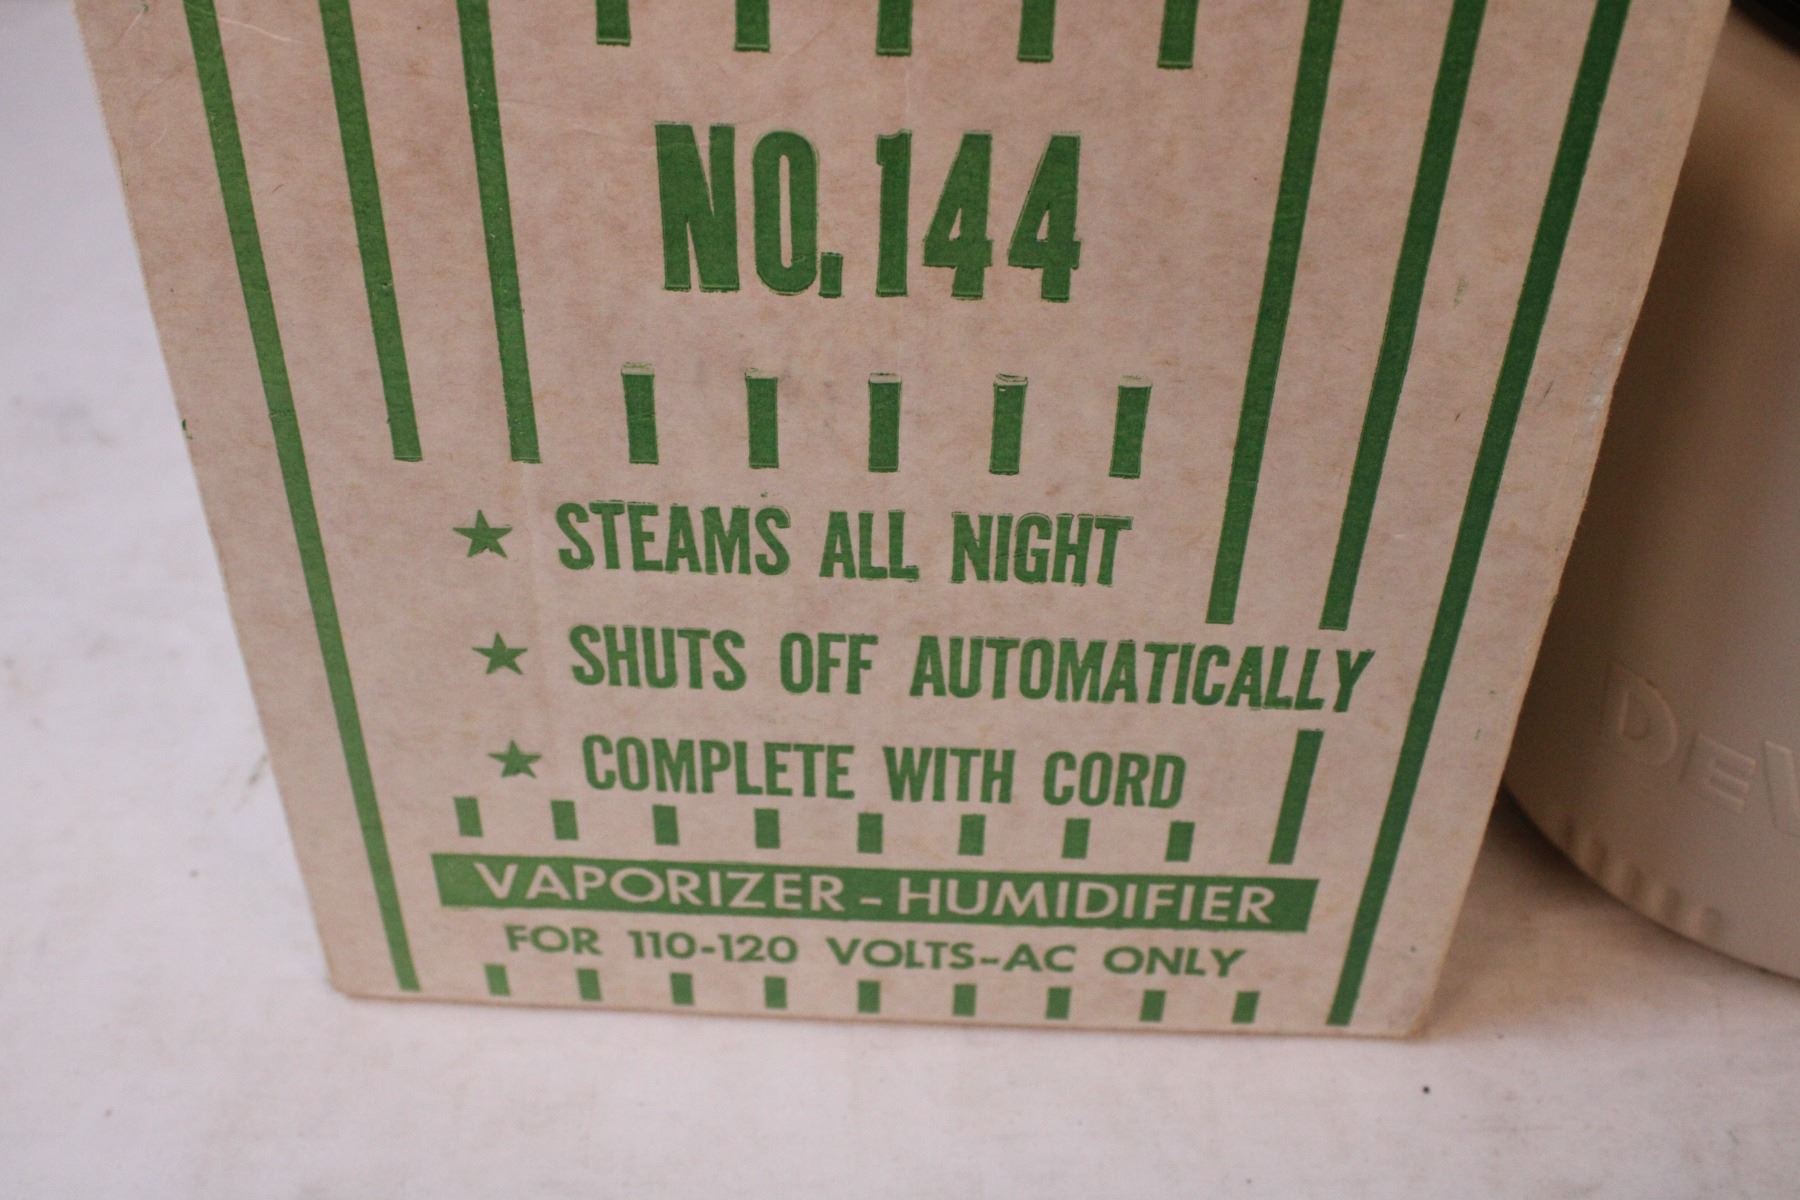 NO. 144
★ STEAMS ALL NIGHT
★ SHUTS OFF AUTOMATICALLY
★ COMPLETE WITH CORD
VAPORIZER-HUMIDIFIER
FOR 110-120 VOLTS-AC ONLY